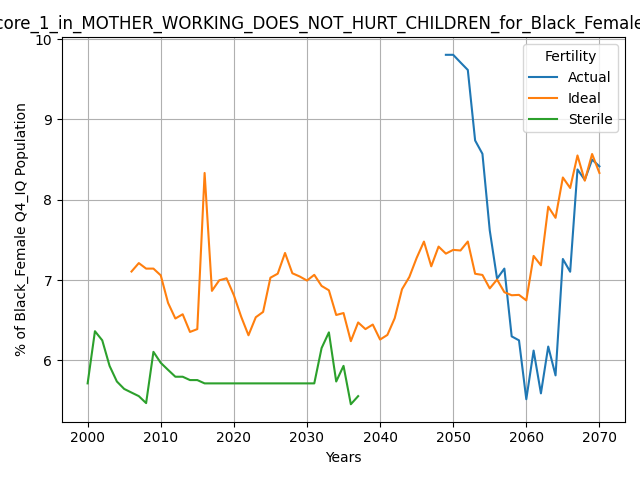 core_1_in_MOTHER_WORKING_DOES_NOT_HURT_CHILDREN_for_Black_Female
% of Black_Female Q4_IQ Population
10
9
8
7
6
Fertility
Actual
Ideal
Sterile
2000 2010 2020 2030 2040 2050 2060 2070
Years